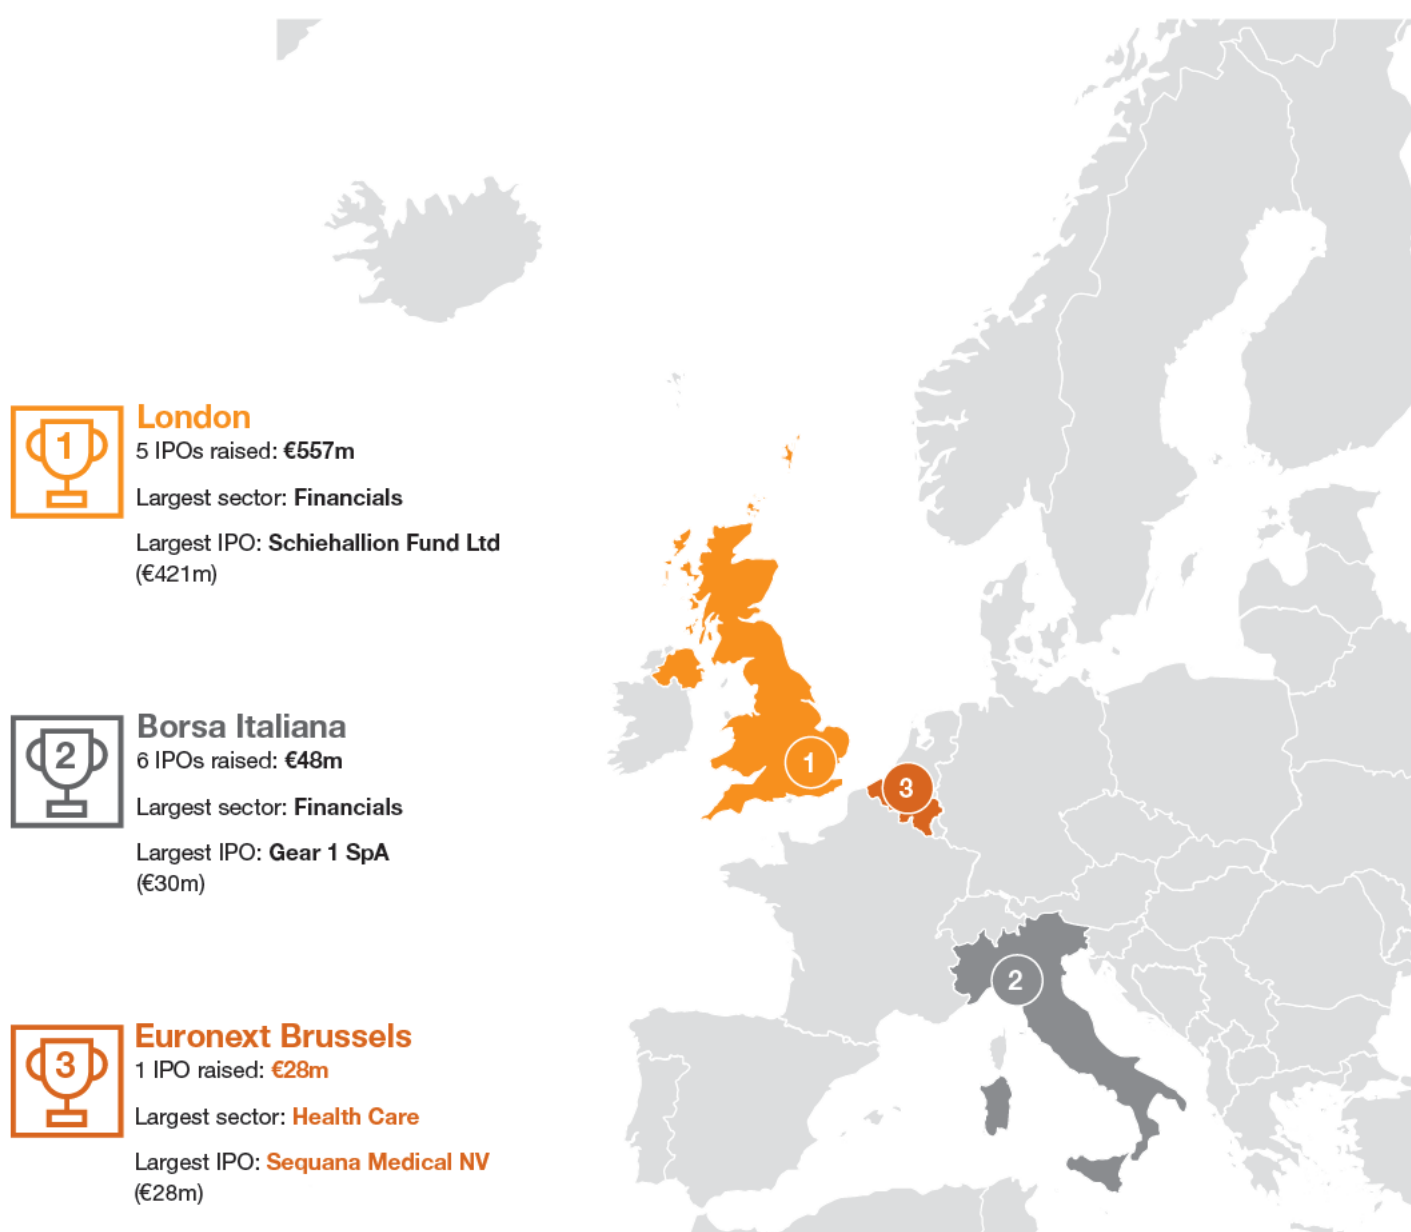 1
London
5 IPOs raised: €557m
Largest sector: Financials
Largest IPO: Schiehallion Fund Ltd
(€421m)
2
Borsa Italiana
6 IPOs raised: €48m
Largest sector: Financials
Largest IPO: Gear 1 SpA
(€30m)
3
Euronext Brussels
1 IPO raised: €28m
Largest sector: Health Care
Largest IPO: Sequana Medical NV
(€28m)
1
3
2